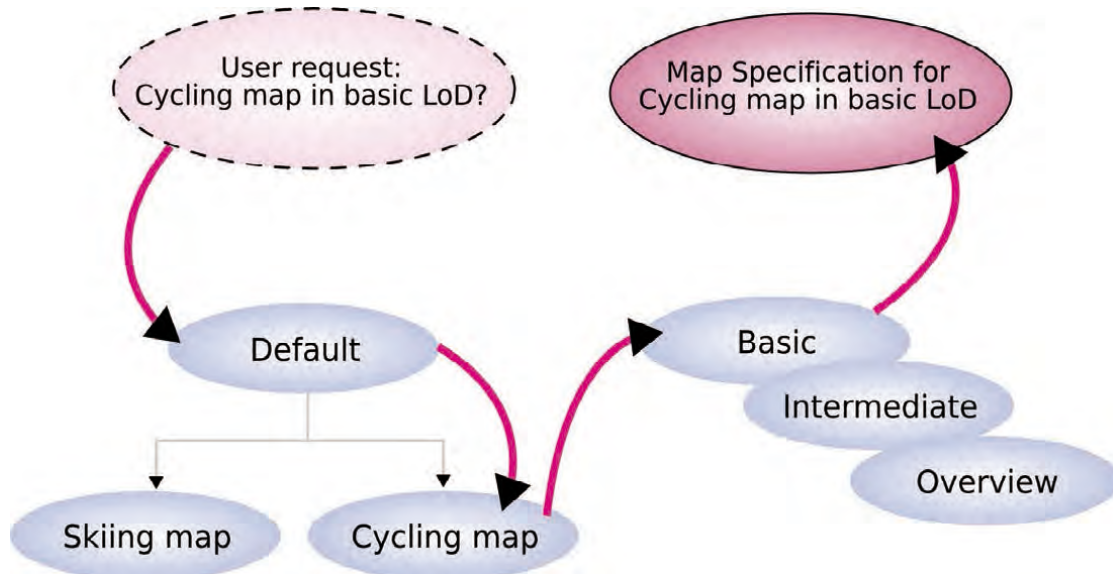 User request:
Cycling map in basic LoD?
Map Specification for
Cycling map in basic LoD
Default
Basic
Intermediate
Overview
Skiing map
Cycling map